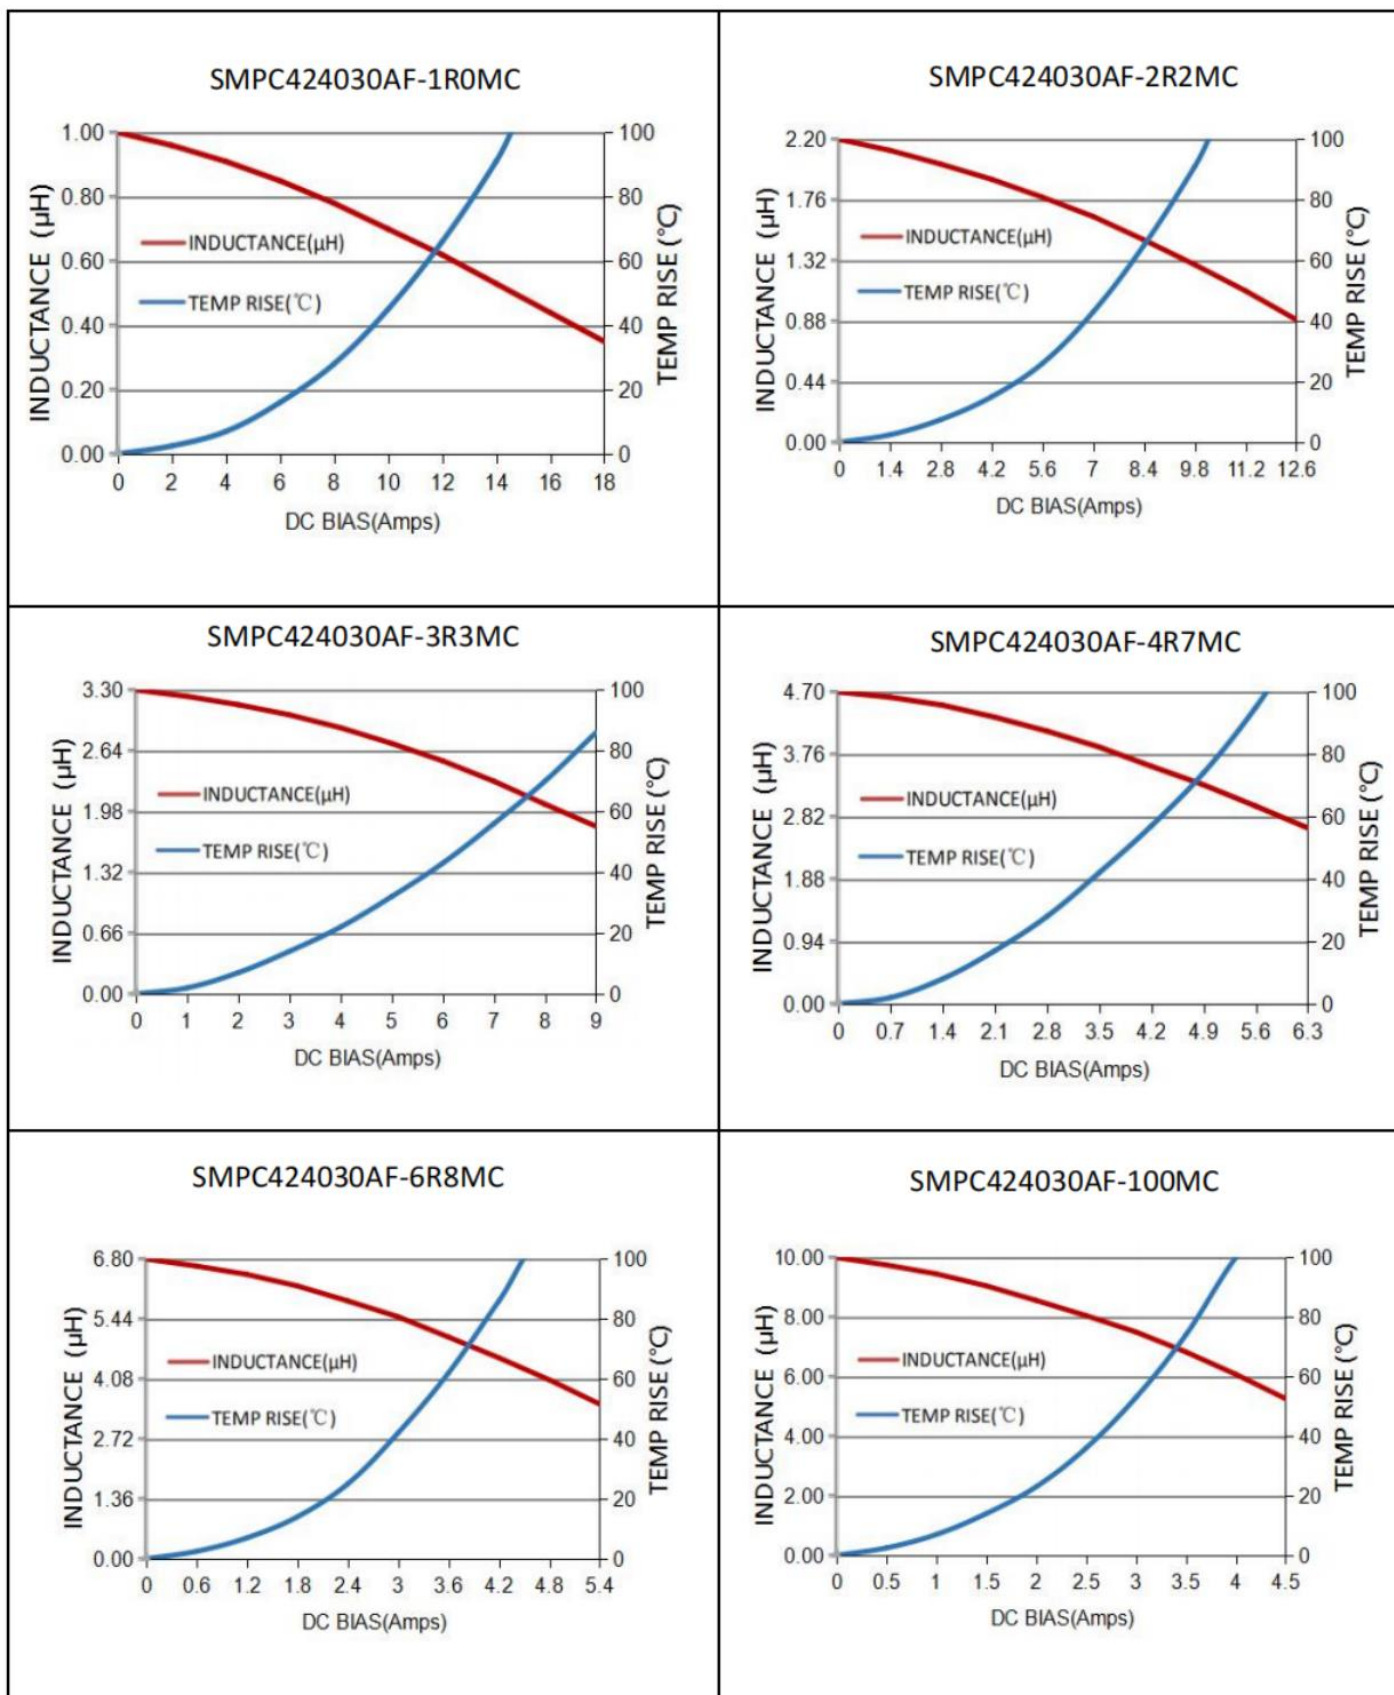 SMPC424030AF-1R0MC
1.00
0.80
0.60
0.40
0.20
0.00
INDUCTANCE (μH)
INDUCTANCE(μH)
TEMP RISE(℃)
100
80
60
40
20
0
TEMP RISE (℃)
0 2 4 6 8 10 12 14 16 18
DC BIAS(Amps)
SMPC424030AF-2R2MC
2.20
1.76
1.32
0.88
0.44
0.00
INDUCTANCE (μH)
INDUCTANCE(μH)
TEMP RISE(℃)
100
80
60
40
20
0
TEMP RISE (℃)
0 1.4 2.8 4.2 5.6 7 8.4 9.8 11.2 12.6
DC BIAS(Amps)
SMPC424030AF-3R3MC
3.30
2.64
1.98
1.32
0.66
0.00
INDUCTANCE (μH)
INDUCTANCE(μH)
TEMP RISE(℃)
100
80
60
40
20
0
TEMP RISE (℃)
0 1 2 3 4 5 6 7 8 9
DC BIAS(Amps)
SMPC424030AF-4R7MC
4.70
3.76
2.82
1.88
0.94
0.00
INDUCTANCE (μH)
INDUCTANCE(μH)
TEMP RISE(℃)
100
80
60
40
20
0
TEMP RISE (℃)
0 0.7 1.4 2.1 2.8 3.5 4.2 4.9 5.6 6.3
DC BIAS(Amps)
SMPC424030AF-6R8MC
6.80
5.44
4.08
2.72
1.36
0.00
INDUCTANCE (μH)
INDUCTANCE(μH)
TEMP RISE(℃)
100
80
60
40
20
0
TEMP RISE (℃)
0 0.6 1.2 1.8 2.4 3 3.6 4.2 4.8 5.4
DC BIAS(Amps)
SMPC424030AF-100MC
10.00
8.00
6.00
4.00
2.00
0.00
INDUCTANCE (μH)
INDUCTANCE(μH)
TEMP RISE(℃)
100
80
60
40
20
0
TEMP RISE (℃)
0 0.5 1 1.5 2 2.5 3 3.5 4 4.5
DC BIAS(Amps)